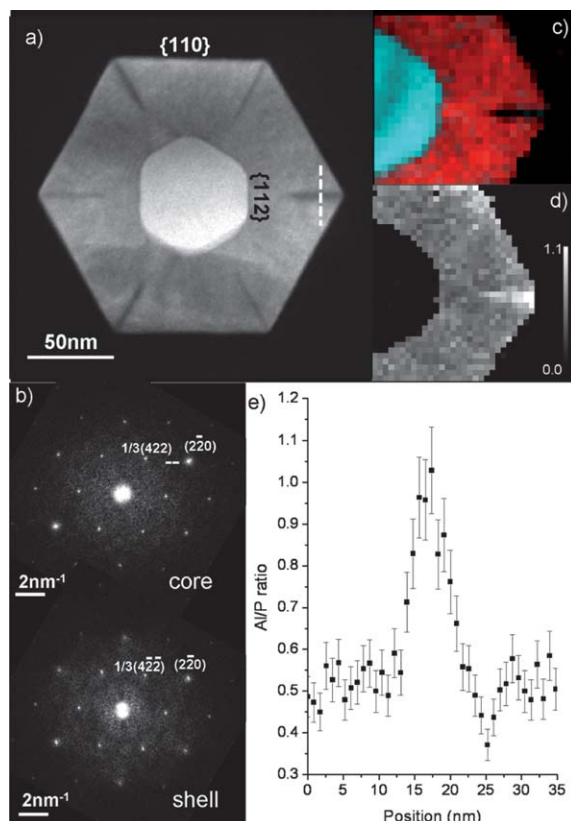 a)
{110}
{112}
50nm
c)
d)
1.1
0.0
b)
1/3(422)
(22̄0)
2nm⁻¹
core
1/3(42̄2̄)
(22̄0)
2nm⁻¹
shell
e)
1.2
1.1
1.0
0.9
0.8
0.7
0.6
0.5
0.4
0.3
Al/P ratio
0 5 10 15 20 25 30 35
Position (nm)